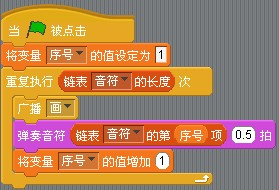 当 被点击
将变量 序号 的值设定为 1
重复执行 链表 音符 的长度 次
广播 画
弹奏音符 链表 音符 的第 序号 项 0.5 拍
将变量 序号 的值增加 1